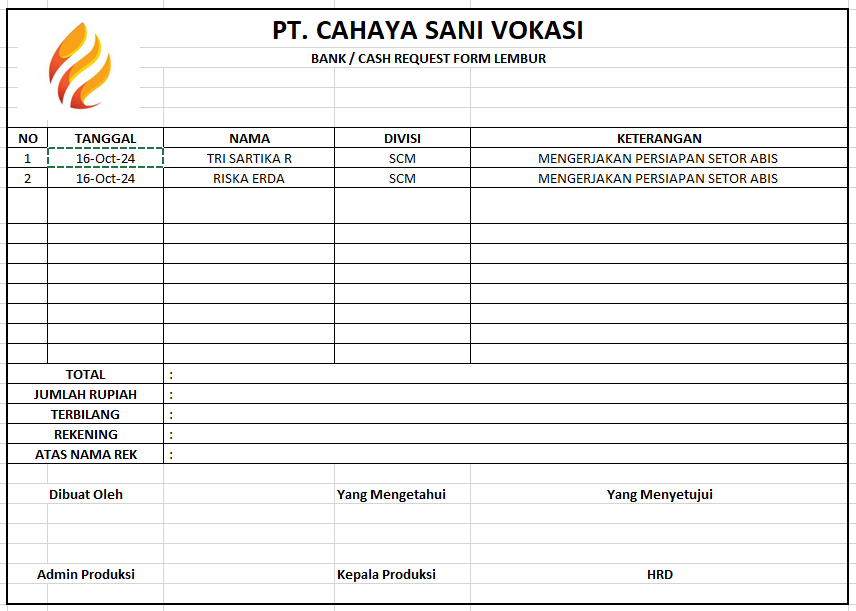 PT. CAHAYA SANI VOKASI
BANK / CASH REQUEST FORM LEMBUR
NO TANGGAL NAMA DIVISI KETERANGAN
1 16-Oct-24 TRI SARTIKA R SCM MENGERJAKAN PERSIAPAN SETOR ABIS
2 16-Oct-24 RISKA ERDA SCM MENGERJAKAN PERSIAPAN SETOR ABIS
TOTAL :
JUMLAH RUPIAH :
TERBILANG :
REKENING :
ATAS NAMA REK :
Dibuat Oleh Yang Mengetahui Yang Menyetujui
Admin Produksi Kepala Produksi HRD